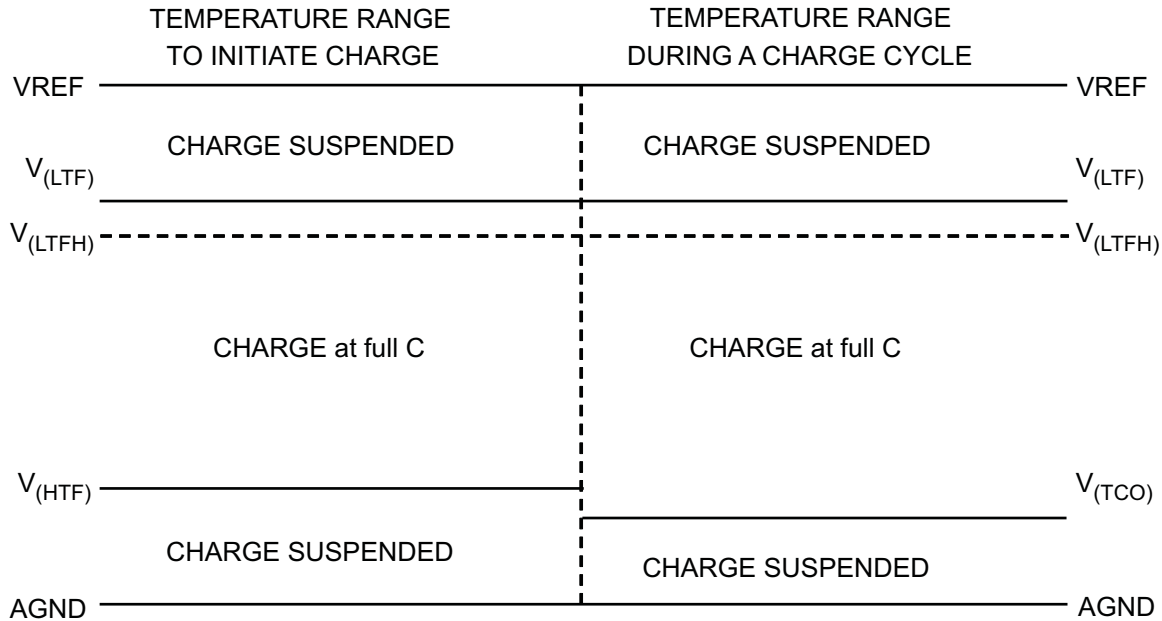 TEMPERATURE RANGE
TO INITIATE CHARGE
TEMPERATURE RANGE
DURING A CHARGE CYCLE
VREF
VREF
CHARGE SUSPENDED
CHARGE SUSPENDED
V(LTF)
V(LTF)
V(LTFH)
V(LTFH)
CHARGE at full C
CHARGE at full C
V(HTF)
V(TCO)
CHARGE SUSPENDED
CHARGE SUSPENDED
AGND
AGND